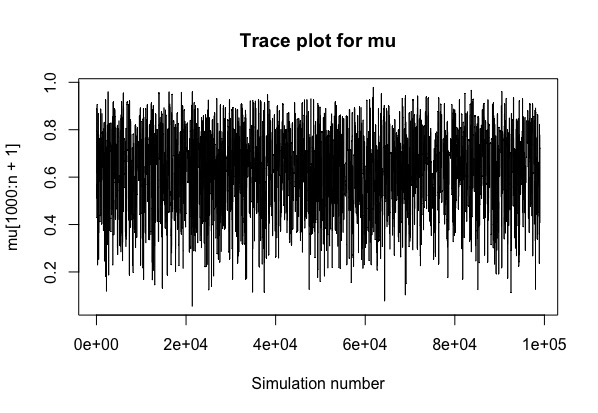 Trace plot for mu
mu[1000:n + 1]
1.0
0.8
0.6
0.4
0.2
0e+00 2e+04 4e+04 6e+04 8e+04 1e+05
Simulation number